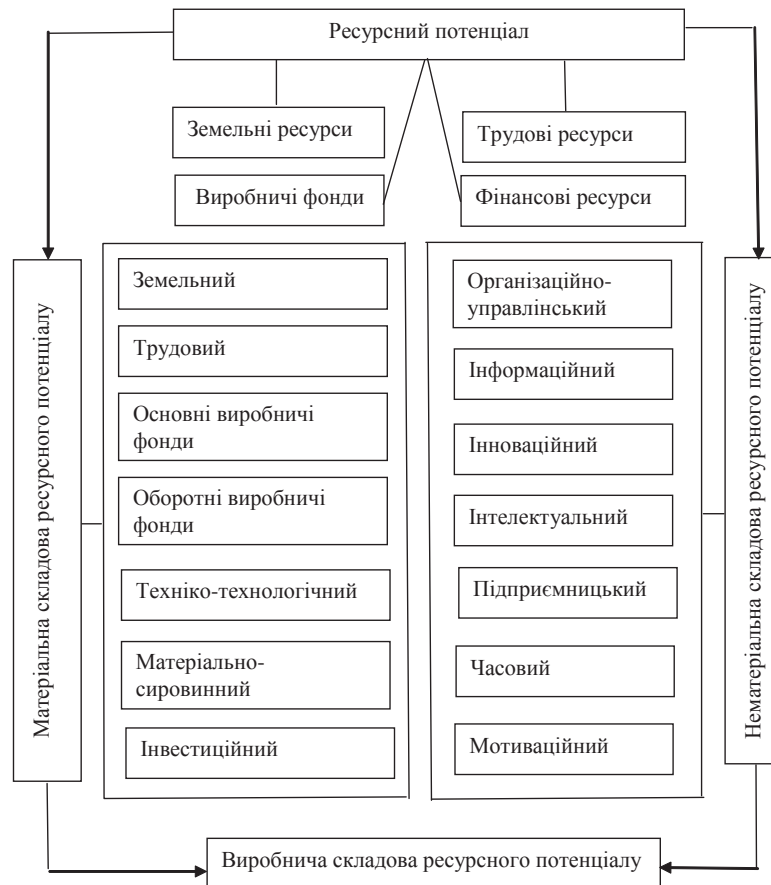 Ресурсний потенціал
Земельні ресурси
Трудові ресурси
Виробничі фонди
Фінансові ресурси
Матеріальна складова ресурсного потенціалу
Земельний
Трудовий
Основні виробничі
фонди
Оборотні виробничі
фонди
Техніко-технологічний
Матеріально-
сировинний
Інвестиційний
Організаційно-
управлінський
Інформаційний
Інноваційний
Інтелектуальний
Підприємницький
Часовий
Мотиваційний
Нематеріальна складова ресурсного потенціалу
Виробнича складова ресурсного потенціалу